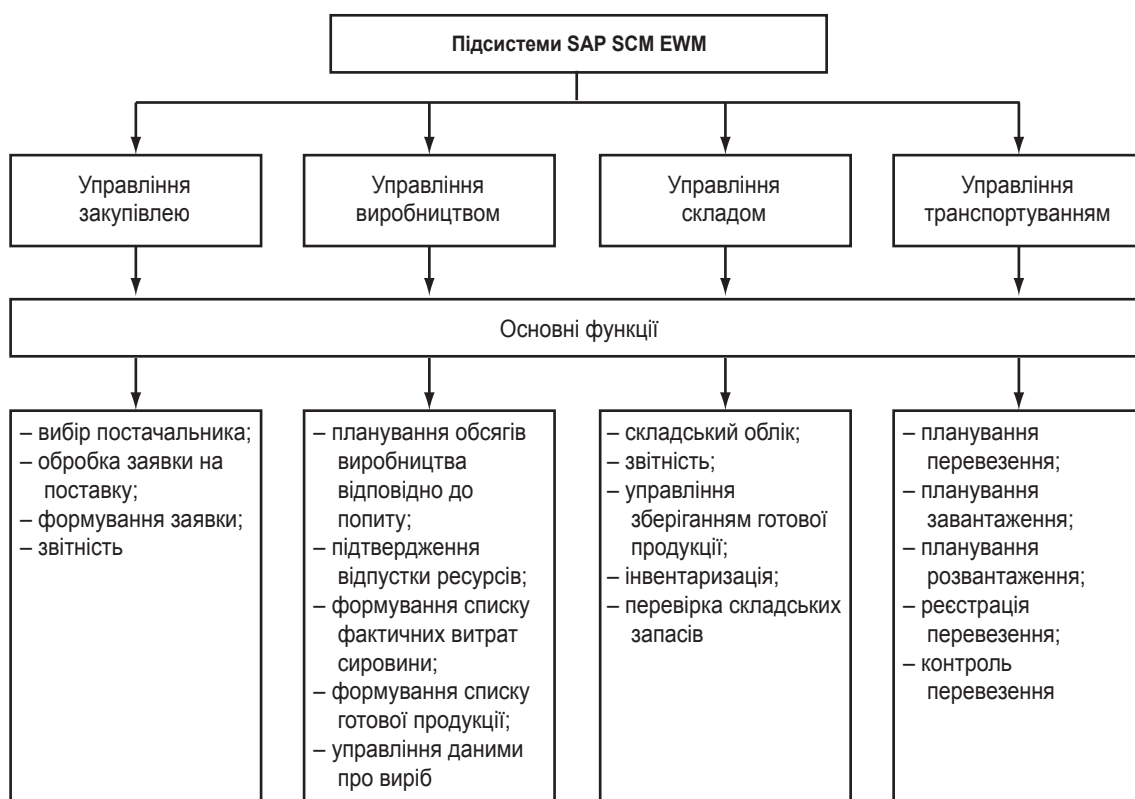 Підсистеми SAP SCM EWM
Управління
закупівлею
Управління
виробництвом
Управління
складом
Управління
транспортуванням
Основні функції
– вибір постачальника;
– обробка заявки на
поставку;
– формування заявки;
– звітність
– планування обсягів
виробництва
відповідно до
попиту;
– підтвердження
відпустки ресурсів;
– формування списку
фактичних витрат
сировини;
– формування списку
готової продукції;
– управління даними
про виріб
– складський облік;
– звітність;
– управління
зберіганням готової
продукції;
– інвентаризація;
– перевірка складських
запасів
– планування
перевезення;
– планування
завантаження;
– планування
розвантаження;
– реєстрація
перевезення;
– контроль
перевезення